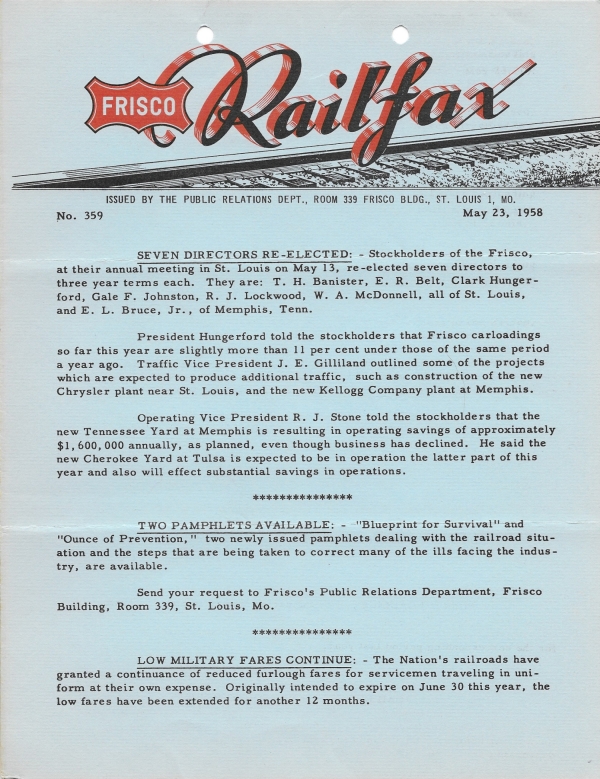 FRISCO
Railfax
ISSUED BY THE PUBLIC RELATIONS DEPT., ROOM 339 FRISCO BLDG., ST. LOUIS 1, MO.
No. 359
May 23, 1958
SEVEN DIRECTORS RE-ELECTED: - Stockholders of the Frisco,
at their annual meeting in St. Louis on May 13, re-elected seven directors to
three year terms each. They are: T. H. Banister, E. R. Belt, Clark Hunger-
ford, Gale F. Johnston, R. J. Lockwood, W. A. McDonnell, all of St. Louis,
and E. L. Bruce, Jr., of Memphis, Tenn.
President Hungerford told the stockholders that Frisco carloadings
so far this year are slightly more than 11 per cent under those of the same period
a year ago. Traffic Vice President J. E. Gilliland outlined some of the projects
which are expected to produce additional traffic, such as construction of the new
Chrysler plant near St. Louis, and the new Kellogg Company plant at Memphis.
Operating Vice President R. J. Stone told the stockholders that the
new Tennessee Yard at Memphis is resulting in operating savings of approximately
$1,600,000 annually, as planned, even though business has declined. He said the
new Cherokee Yard at Tulsa is expected to be in operation the latter part of this
year and also will effect substantial savings in operations.
***************
TWO PAMPHLETS AVAILABLE: - "Blueprint for Survival" and
"Ounce of Prevention," two newly issued pamphlets dealing with the railroad situ-
ation and the steps that are being taken to correct many of the ills facing the indus-
try, are available.
Send your request to Frisco's Public Relations Department, Frisco
Building, Room 339, St. Louis, Mo.
***************
LOW MILITARY FARES CONTINUE: - The Nation's railroads have
granted a continuance of reduced furlough fares for servicemen traveling in uni-
form at their own expense. Originally intended to expire on June 30 this year, the
low fares have been extended for another 12 months.